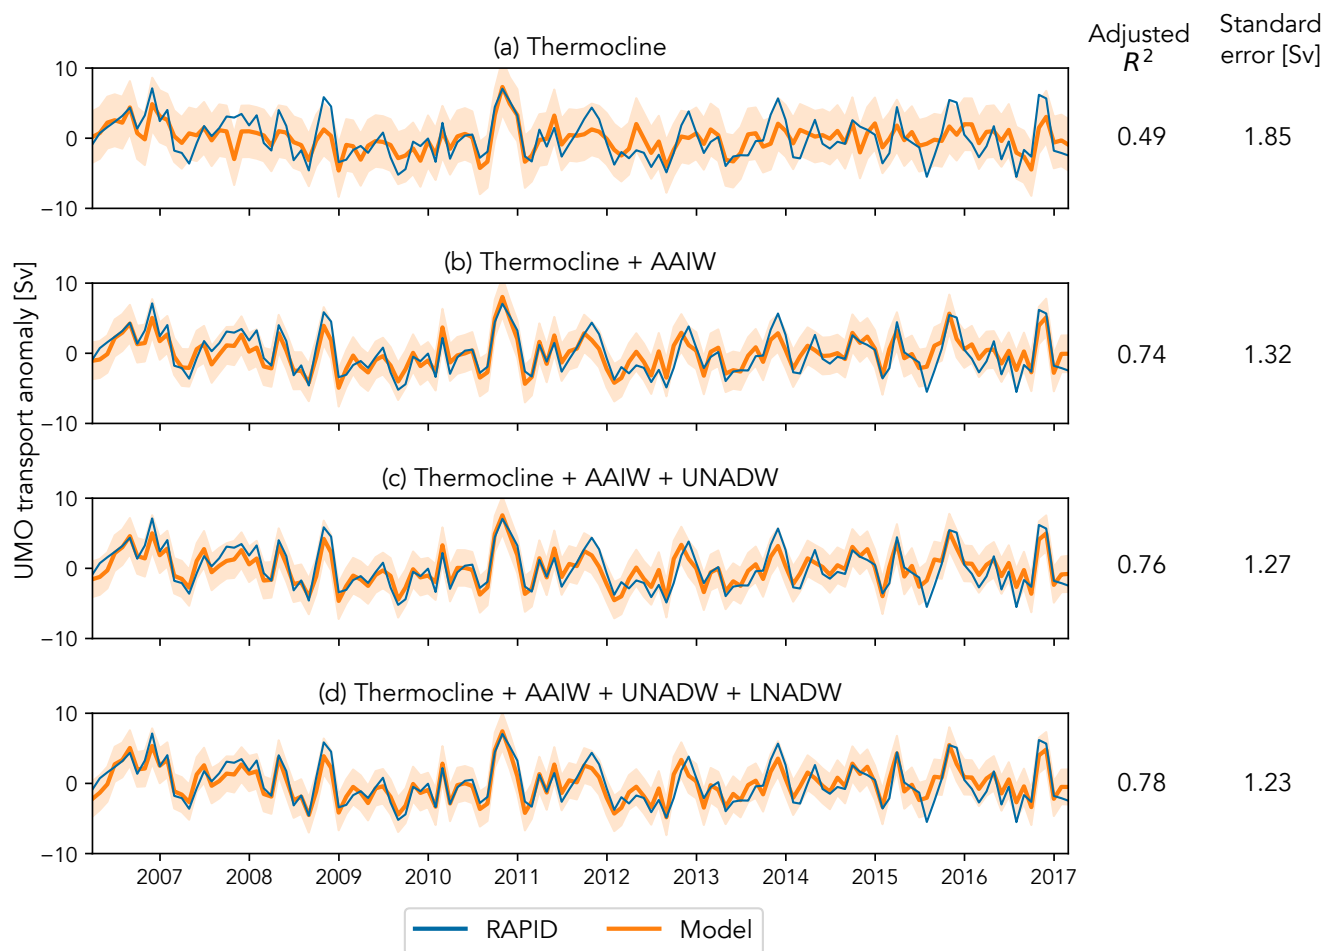 Adjusted R²
Standard error [Sv]
(a) Thermocline
10
0
−10
0.49
1.85
(b) Thermocline + AAIW
10
0
−10
0.74
1.32
UMO transport anomaly [Sv]
(c) Thermocline + AAIW + UNADW
10
0
−10
0.76
1.27
(d) Thermocline + AAIW + UNADW + LNADW
10
0
−10
0.78
1.23
2007 2008 2009 2010 2011 2012 2013 2014 2015 2016 2017
RAPID Model